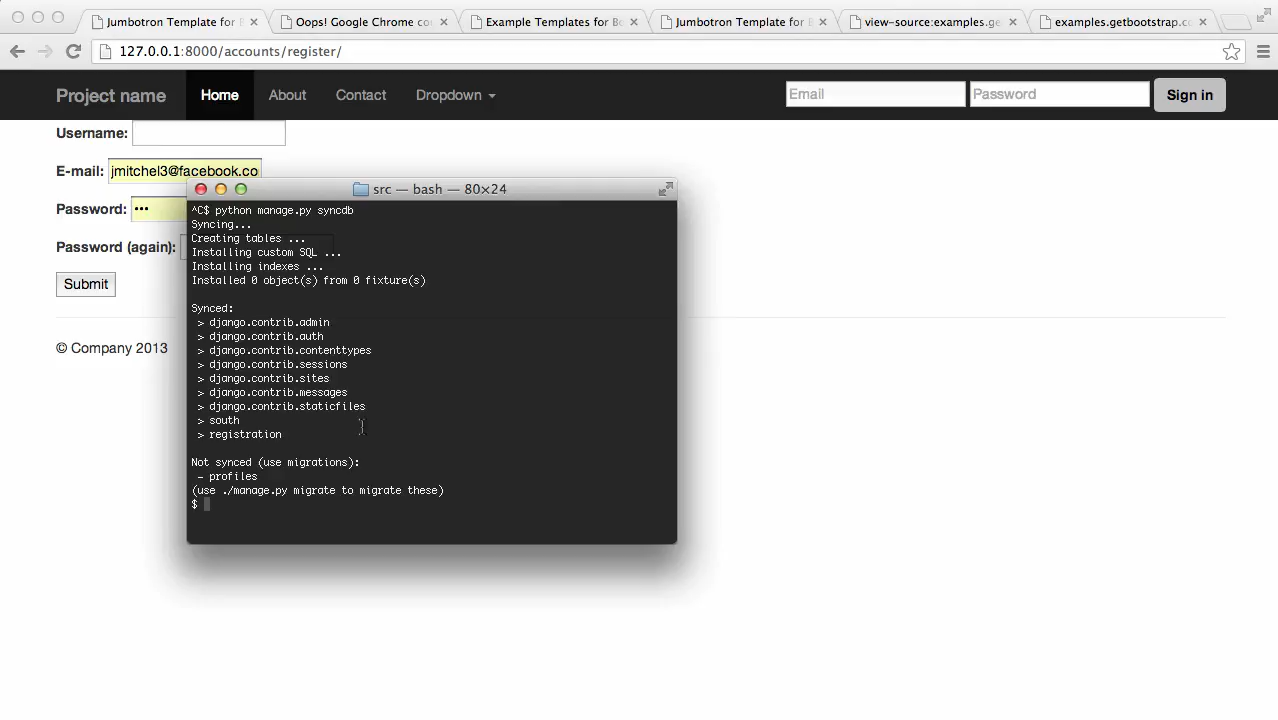 Jumbotron Template for B
Oops! Google Chrome co
Example Templates for Bo
Jumbotron Template for B
view-source:examples.ge
examples.getbootstrap.co
127.0.0.1:8000/accounts/register/
Project name Home About Contact Dropdown Email Password Sign in
Username:
E-mail: jmitchel3@facebook.co
Password: •••
Password (again):
Submit
© Company 2013
src — bash — 80×24
^C$ python manage.py syncdb
Syncing...
Creating tables ...
Installing custom SQL ...
Installing indexes ...
Installed 0 object(s) from 0 fixture(s)
Synced:
> django.contrib.admin
> django.contrib.auth
> django.contrib.contenttypes
> django.contrib.sessions
> django.contrib.sites
> django.contrib.messages
> django.contrib.staticfiles
> south
> registration
Not synced (use migrations):
- profiles
(use ./manage.py migrate to migrate these)
$